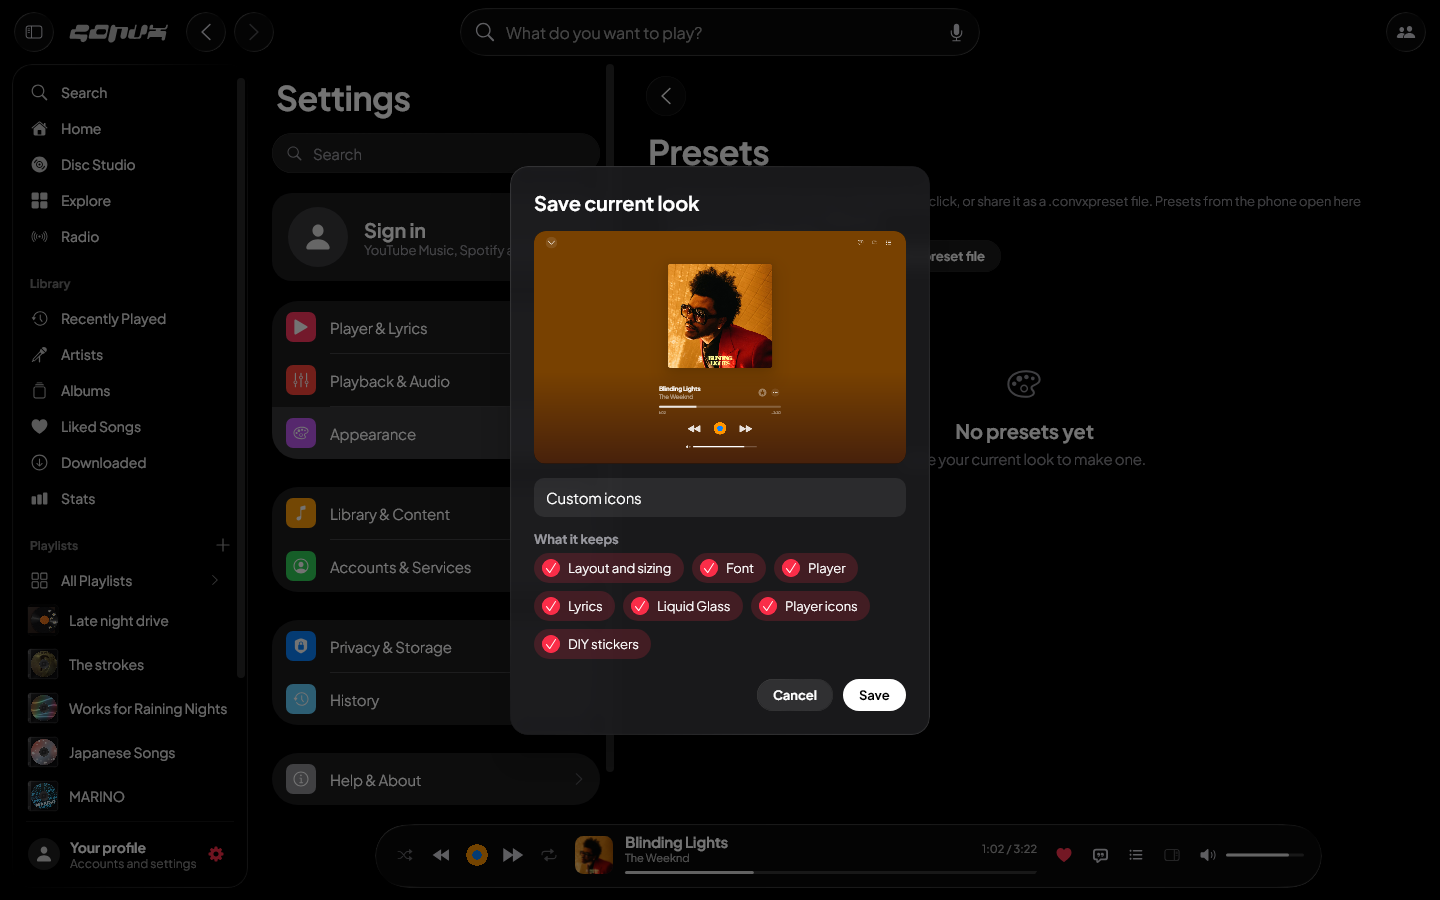 What do you want to play?
Search
Home
Disc Studio
Explore
Radio
Library
Recently Played
Artists
Albums
Liked Songs
Downloaded
Stats
Playlists
All Playlists
Late night drive
The strokes
Works for Raining Nights
Japanese Songs
MARINO
Your profile
Accounts and settings
Settings
Search
Sign in
YouTube Music, Spotify a
Player & Lyrics
Playback & Audio
Appearance
Library & Content
Accounts & Services
Privacy & Storage
History
Help & About
Presets
click, or share it as a .convxpreset file. Presets from the phone open here
reset file
No presets yet
e your current look to make one.
Save current look
BLINDING
LIGHTS
Blinding Lights
The Weeknd
Custom icons
What it keeps
Layout and sizing
Font
Player
Lyrics
Liquid Glass
Player icons
DIY stickers
Cancel
Save
Blinding Lights
The Weeknd
1:02 / 3:22